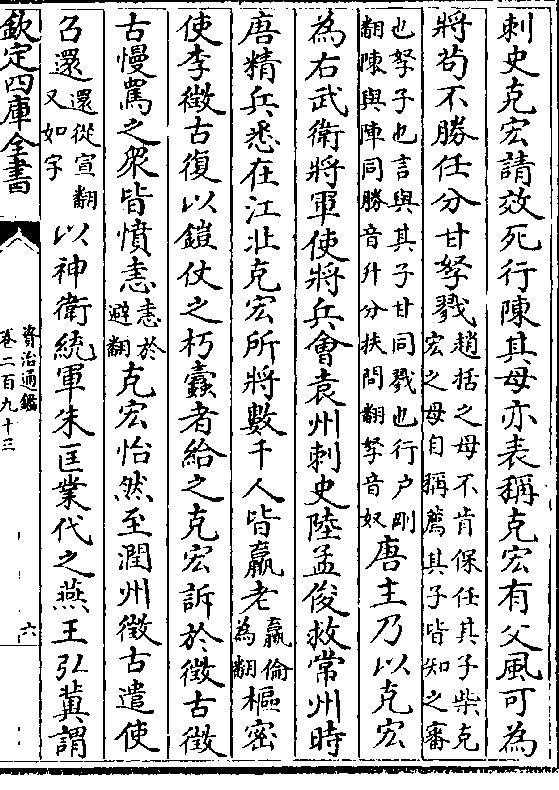 刺史克宏請效死行陳其母亦表稱克宏有父風可為
將苟不勝任分甘孥戮趙括之母不肯保任其子柴克
宏之母自稱薦其子皆知之審
也孥子也言與其子甘同戮也行户剛
翻陳與陣同勝音升分扶問翻孥音奴唐主乃以克宏
為右武衛將軍使將兵會袁州刺史陸孟俊救常州時
唐精兵悉在江北克宏所將數千人皆羸老羸倫
為翻樞密
使李徵古復以鎧仗之朽蠹者給之克宏訴於徵古徵
古慢罵之衆皆憤恚恚於
避翻克宏怡然至潤州徵古遣使
召還還從宣翻
又如字以神衛統軍朱匡業代之燕王弘冀謂
欽定四庫全書
資治通鑑
卷二百九十三
六